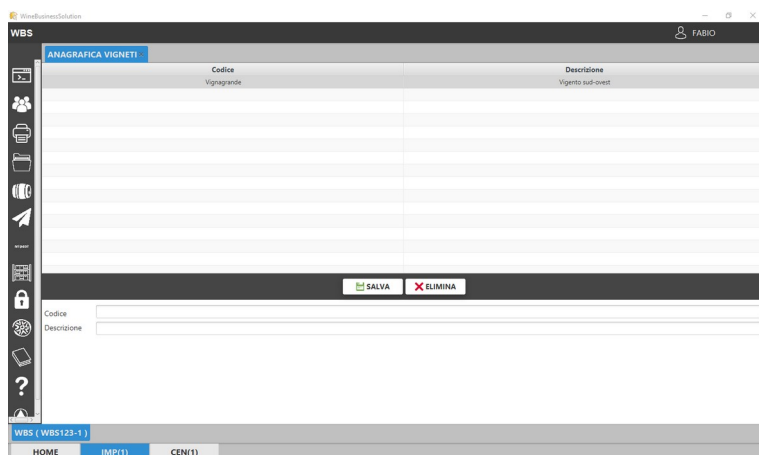 WineBusinessSolution
WBS FABIO
ANAGRAFICA VIGNETI
Codice Descrizione
Vignagrande Vigento sud-ovest
SALVA ELIMINA
Codice
Descrizione
WBS ( WBS123-1 )
HOME IMP(1) CEN(1)